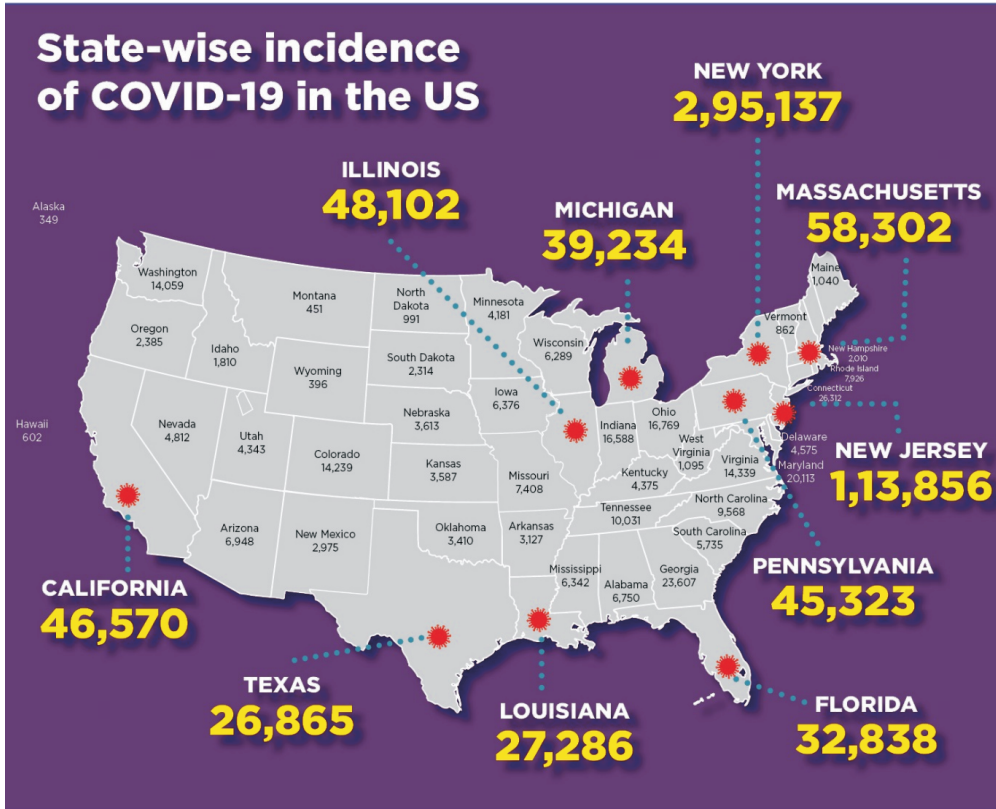 State-wise incidence
of COVID-19 in the US
NEW YORK
2,95,137
ILLINOIS
48,102
MICHIGAN
39,234
MASSACHUSETTS
58,302
Alaska
349
Washington
14,059
Montana
451
North
Dakota
991
Minnesota
4,181
Maine
1,040
Vermont
862
Oregon
2,385
Idaho
1,810
Wyoming
396
South Dakota
2,314
Wisconsin
6,289
New Hampshire
2,010
Rhode Island
7,926
Connecticut
26,312
Iowa
6,376
Nebraska
3,613
Hawaii
602
Nevada
4,812
Utah
4,343
Colorado
14,239
Kansas
3,587
Missouri
7,408
Indiana
16,588
Ohio
16,769
West
Virginia
1,095
Virginia
14,339
Delaware
4,575
Maryland
20,113
NEW JERSEY
1,13,856
Kentucky
4,375
North Carolina
9,568
Tennessee
10,031
South Carolina
5,735
Arizona
6,948
New Mexico
2,975
Oklahoma
3,410
Arkansas
3,127
Mississippi
6,342
Alabama
6,750
Georgia
23,607
PENNSYLVANIA
45,323
CALIFORNIA
46,570
TEXAS
26,865
LOUISIANA
27,286
FLORIDA
32,838